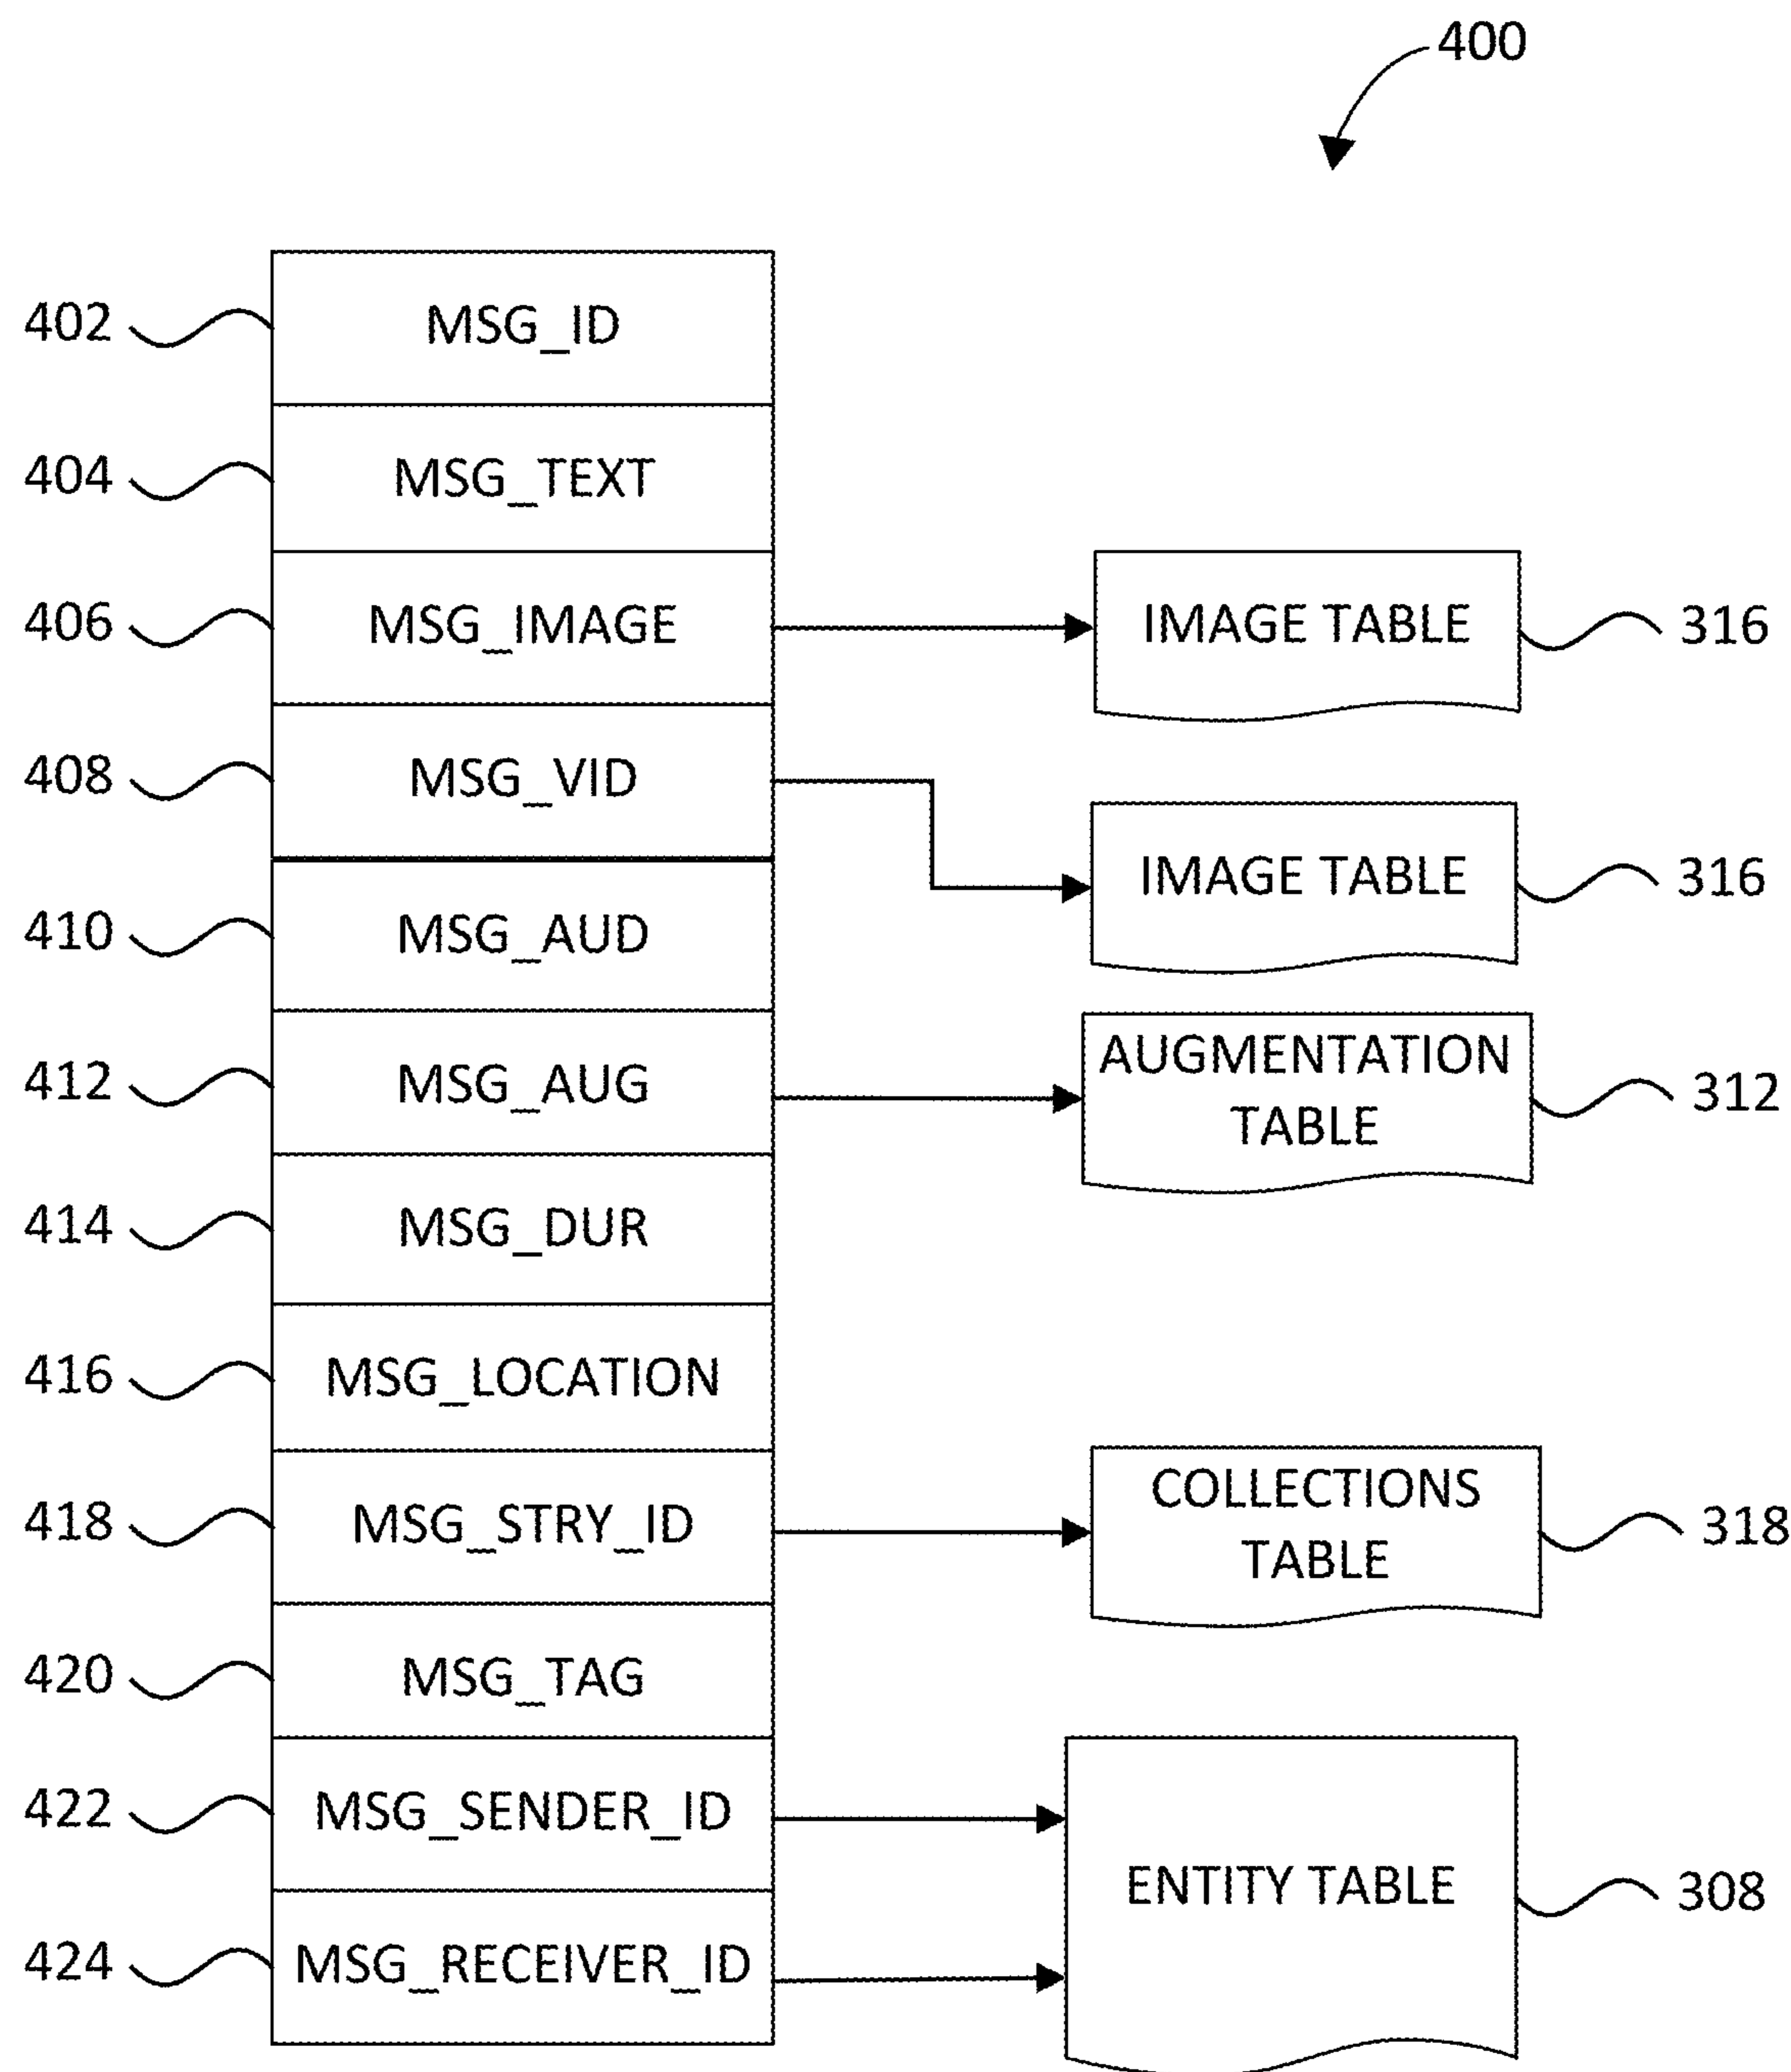 400
402 MSG_ID
404 MSG_TEXT
406 MSG_IMAGE IMAGE TABLE 316
408 MSG_VID IMAGE TABLE 316
410 MSG_AUD
412 MSG_AUG AUGMENTATION
TABLE 312
414 MSG_DUR
416 MSG_LOCATION
418 MSG_STRY_ID COLLECTIONS
TABLE 318
420 MSG_TAG
422 MSG_SENDER_ID ENTITY TABLE 308
424 MSG_RECEIVER_ID